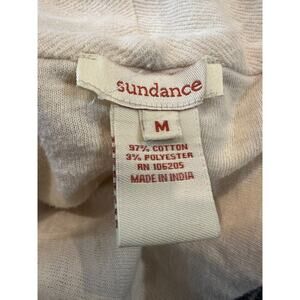 sundance
M
97% COTTON
3% POLYESTER
RN 106205
MADE IN INDIA